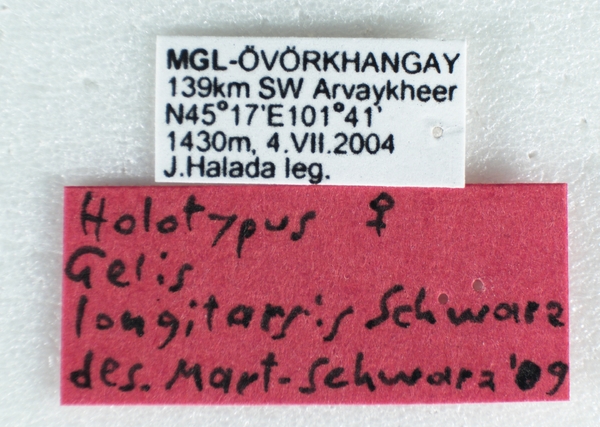 MGL-ÖVÖRKHANGAY
139km SW Arvaykheer
N45°17'E101°41'
1430m, 4.VII.2004
J.Halada leg.
Holotypus ♀
Gelis
longitarsis Schwarz
des. Mart. Schwarz '09